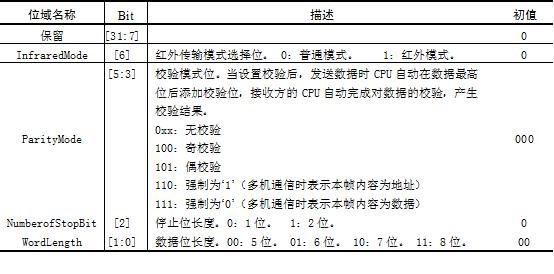 位域名称 Bit 描述 初值
保留 [31:7] 0
InfraredMode [6] 红外传输模式选择位。 0: 普通模式。 1: 红外模式。 0
ParityMode [5:3] 校验模式位。当设置校验后，发送数据时 CPU 自动在数据最高
位后添加校验位，接收方的 CPU 自动完成对数据的校验，产生
校验结果。
0xx: 无校验
100: 奇校验 000
101: 偶校验
110: 强制为'1'（多机通信时表示本帧内容为地址）
111: 强制为'0'（多机通信时表示本帧内容为数据）
NumberofStopBit [2] 停止位长度。0: 1 位。 1: 2 位。 0
WordLength [1:0] 数据位长度。00: 5 位。 01: 6 位。 10: 7 位。 11: 8 位。 00